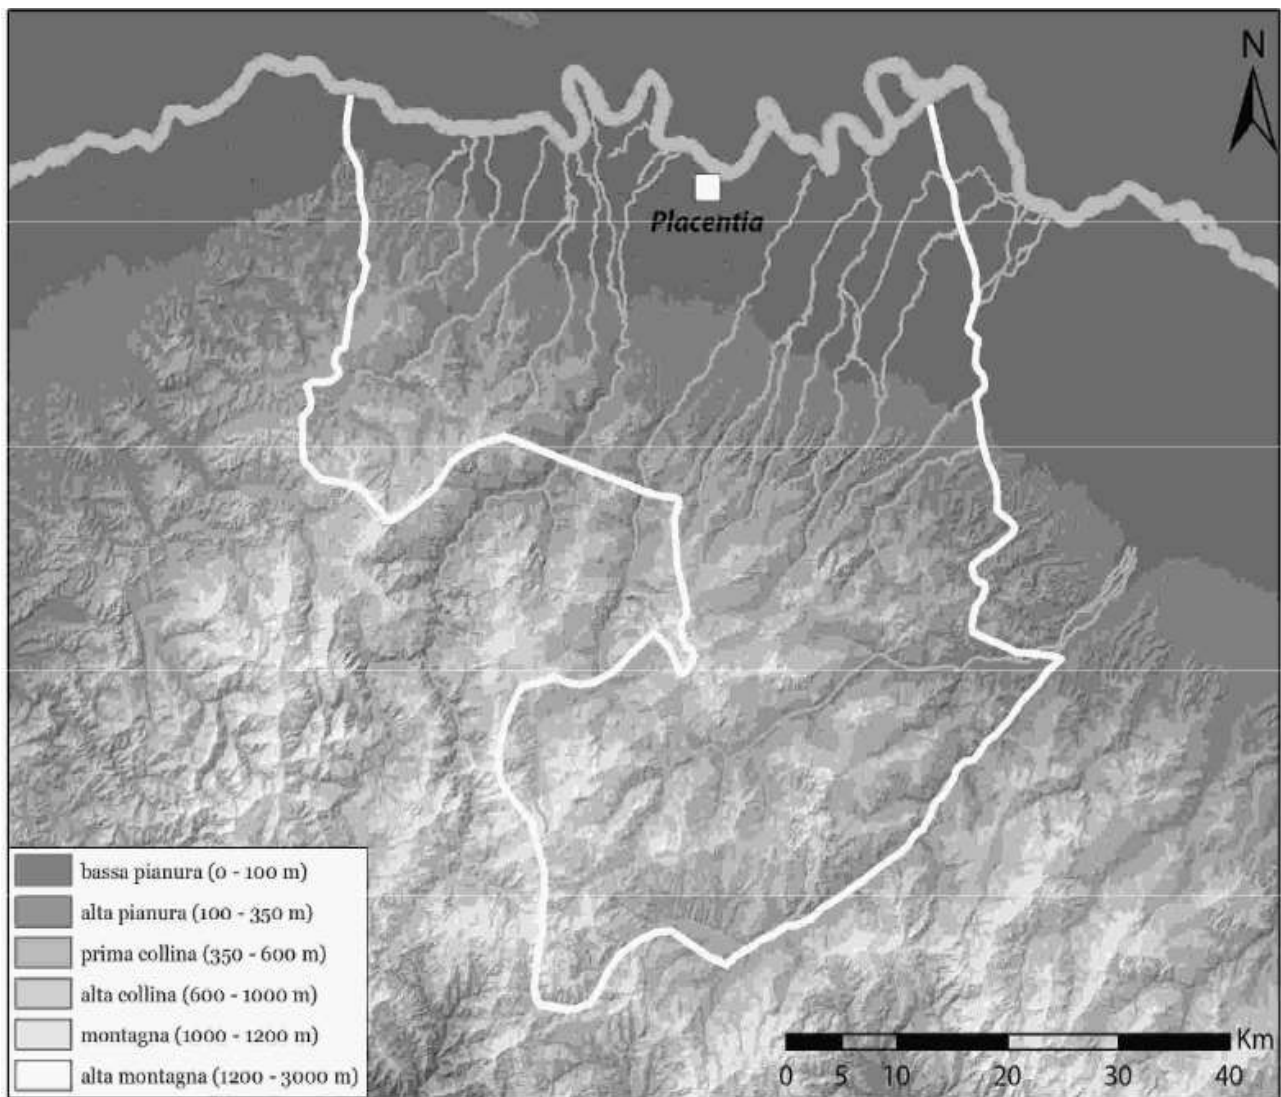 N
Placentia
bassa pianura (0 - 100 m)
alta pianura (100 - 350 m)
prima collina (350 - 600 m)
alta collina (600 - 1000 m)
montagna (1000 - 1200 m)
alta montagna (1200 - 3000 m)
Km
0 5 10 20 30 40